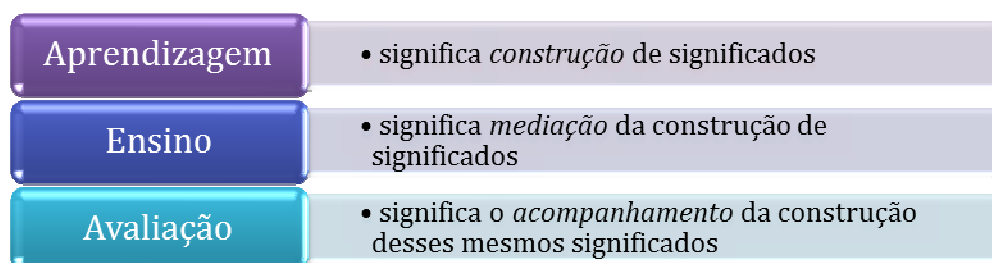 Aprendizagem
• significa construção de significados
Ensino
• significa mediação da construção de
significados
Avaliação
• significa o acompanhamento da construção
desses mesmos significados